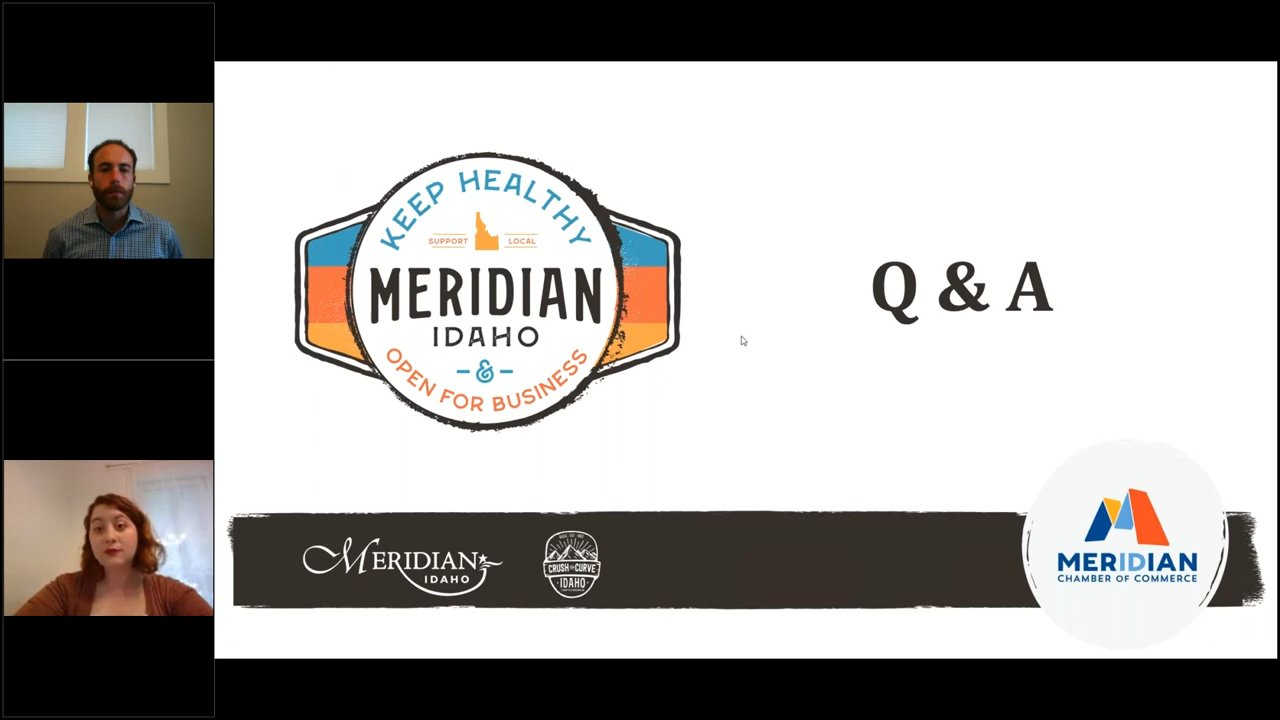 KEEP HEALTHY
SUPPORT LOCAL
MERIDIAN
IDAHO
&
OPEN FOR BUSINESS
Q & A
MERIDIAN
IDAHO
CRUSH THE CURVE
IDAHO
MERIDIAN
CHAMBER OF COMMERCE